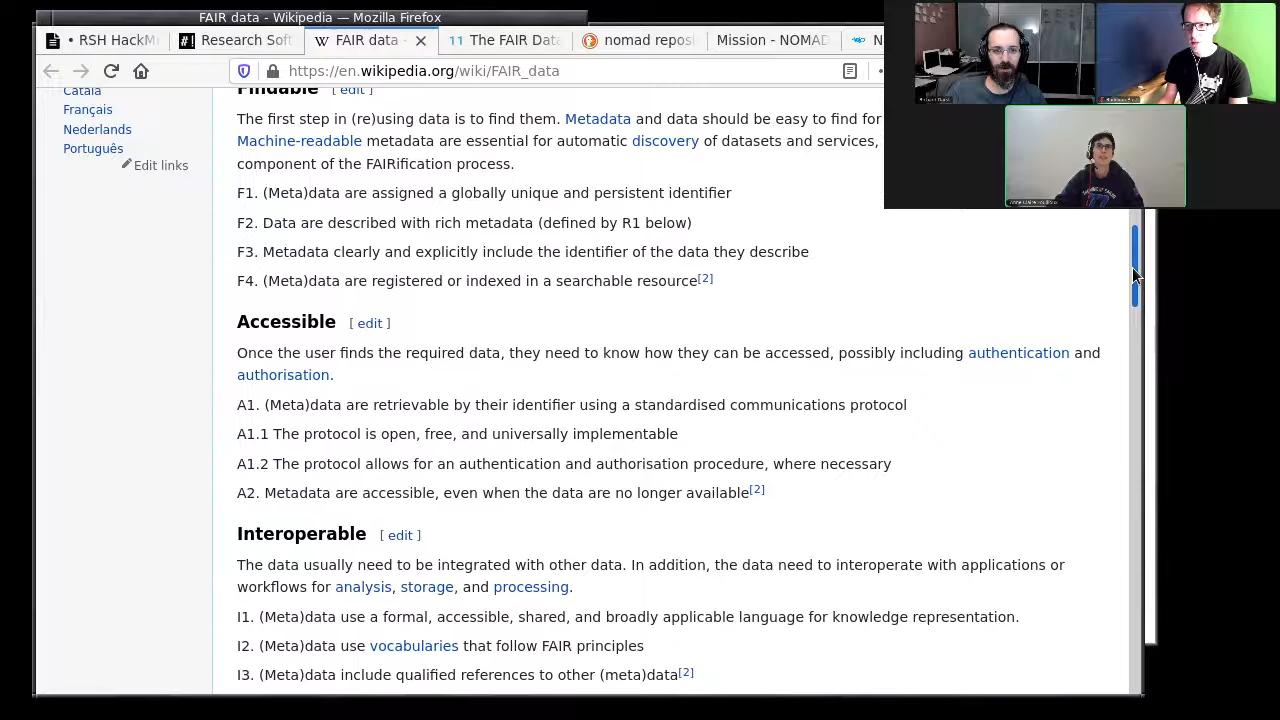 FAIR data - Wikipedia — Mozilla Firefox
• RSH HackM
#! Research Soft
W FAIR data -
The FAIR Data
nomad repos
Mission - NOMAD
N
https://en.wikipedia.org/wiki/FAIR_data
Català
Français
Nederlands
Português
Edit links
Findable [ edit ]
The first step in (re)using data is to find them. Metadata and data should be easy to find for
Machine-readable metadata are essential for automatic discovery of datasets and services,
component of the FAIRification process.
F1. (Meta)data are assigned a globally unique and persistent identifier
F2. Data are described with rich metadata (defined by R1 below)
F3. Metadata clearly and explicitly include the identifier of the data they describe
F4. (Meta)data are registered or indexed in a searchable resource[2]
Accessible [ edit ]
Once the user finds the required data, they need to know how they can be accessed, possibly including authentication and
authorisation.
A1. (Meta)data are retrievable by their identifier using a standardised communications protocol
A1.1 The protocol is open, free, and universally implementable
A1.2 The protocol allows for an authentication and authorisation procedure, where necessary
A2. Metadata are accessible, even when the data are no longer available[2]
Interoperable [ edit ]
The data usually need to be integrated with other data. In addition, the data need to interoperate with applications or
workflows for analysis, storage, and processing.
I1. (Meta)data use a formal, accessible, shared, and broadly applicable language for knowledge representation.
I2. (Meta)data use vocabularies that follow FAIR principles
I3. (Meta)data include qualified references to other (meta)data[2]